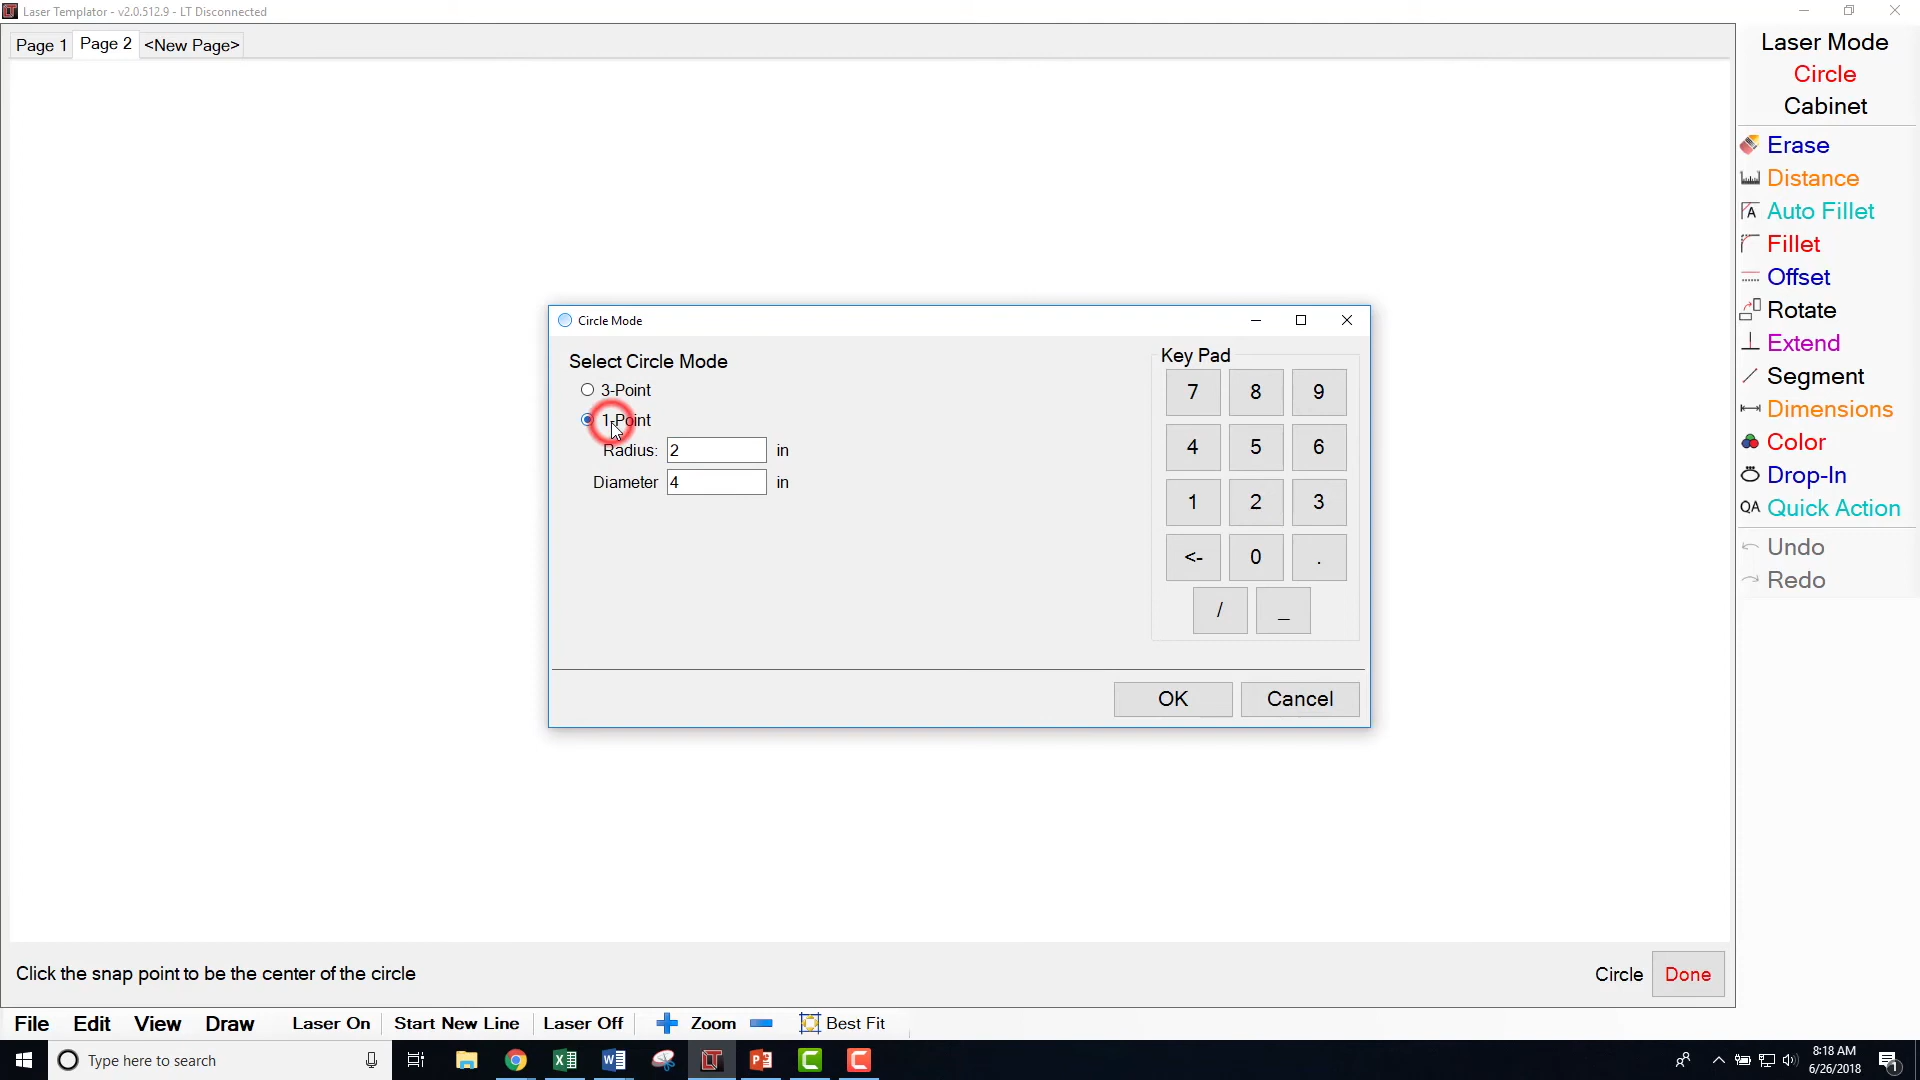 Laser Templator - v2.0.512.9 - LT Disconnected
Page 1 Page 2 <New Page>
Laser Mode
Circle
Cabinet
Erase
Distance
Auto Fillet
Fillet
Offset
Rotate
Extend
Segment
Dimensions
Color
Drop-In
QA Quick Action
Undo
Redo
Circle Mode
Select Circle Mode
3-Point
1-Point
Radius: 2 in
Diameter 4 in
Key Pad
7 8 9
4 5 6
1 2 3
<- 0 .
/ _
OK Cancel
Click the snap point to be the center of the circle
Circle Done
File Edit View Draw Laser On Start New Line Laser Off Zoom Best Fit
Type here to search
8:18 AM
6/26/2018
1